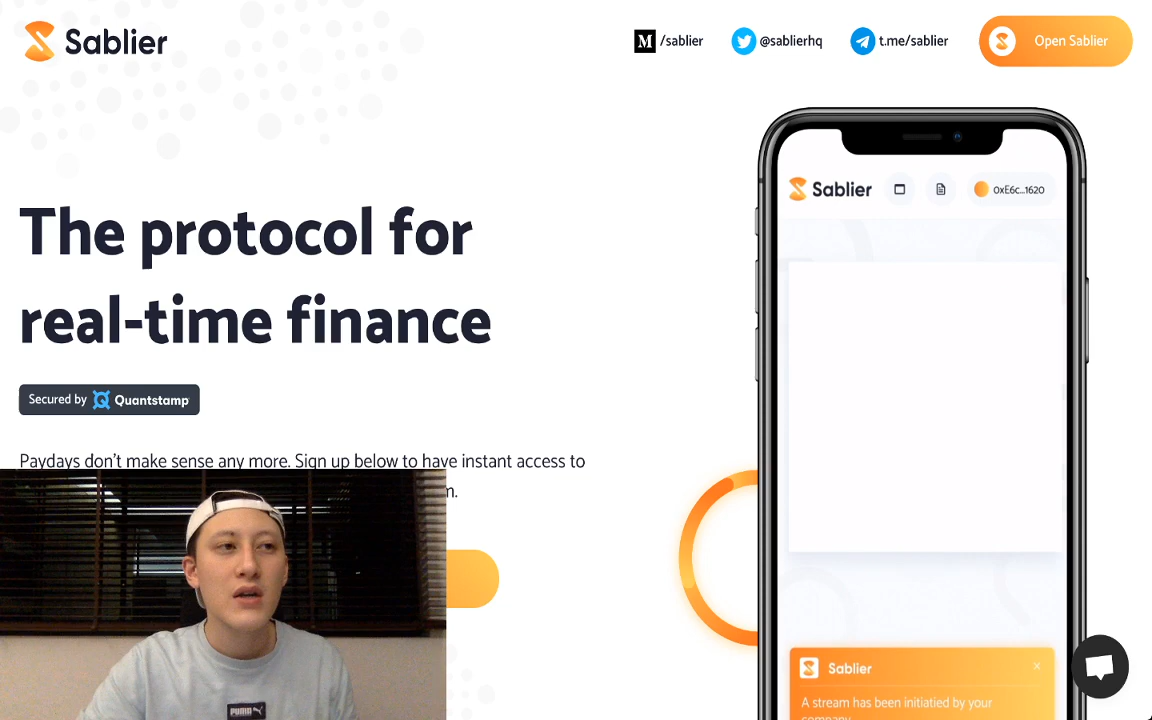 Sablier
M /sablier
@sablierhq
t.me/sablier
Open Sablier
The protocol for
real-time finance
Secured by Quantstamp
Paydays don't make sense any more. Sign up below to have instant access to
Sablier
0xE6c...1620
Sablier
×
A stream has been initiatied by your
company
PUMA